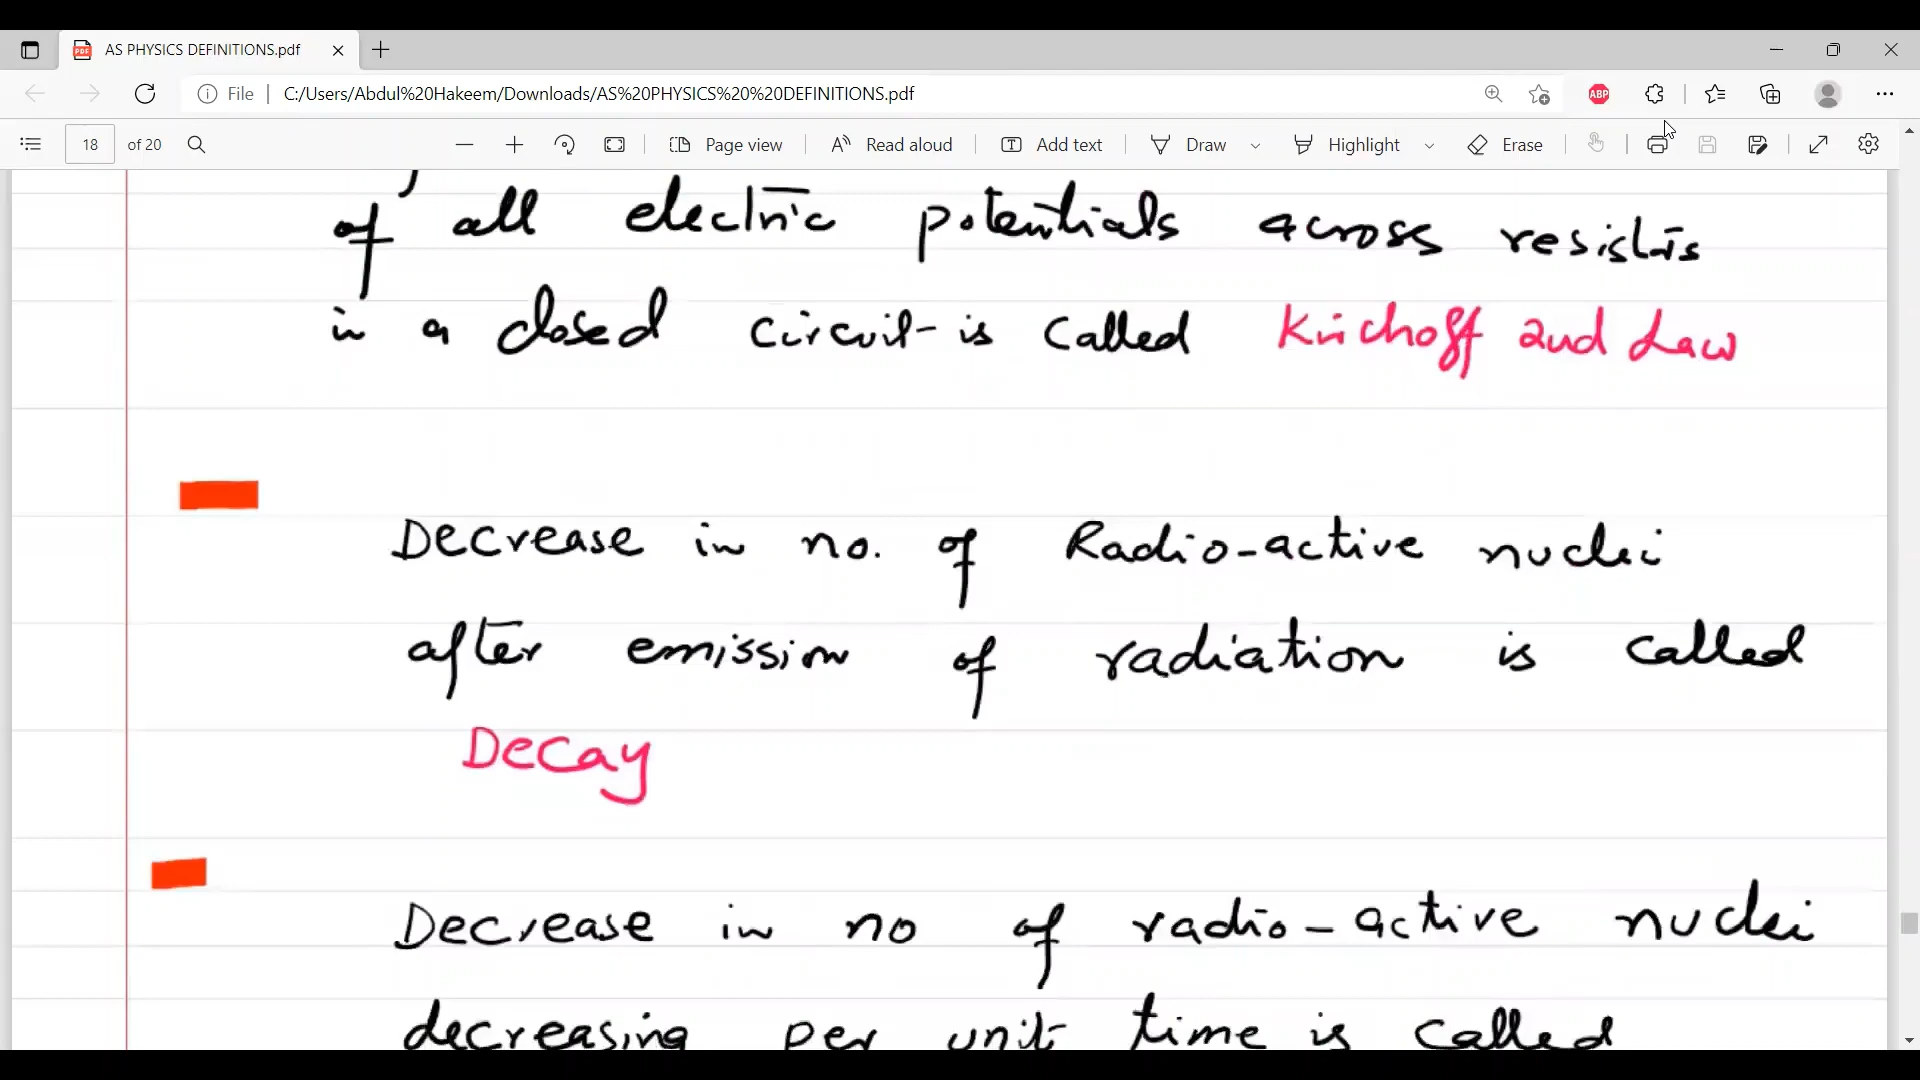 AS PHYSICS DEFINITIONS.pdf
File C:/Users/Abdul%20Hakeem/Downloads/AS%20PHYSICS%20%20DEFINITIONS.pdf
ABP
18 of 20 Page view Read aloud Add text Draw Highlight Erase
of all electric potentials across resistors
in a closed circuit is called Kirchoff 2nd Law
Decrease in no. of Radio-active nuclei
after emission of radiation is called
Decay
Decrease in no of radio-active nuclei
decreasing per unit time is called